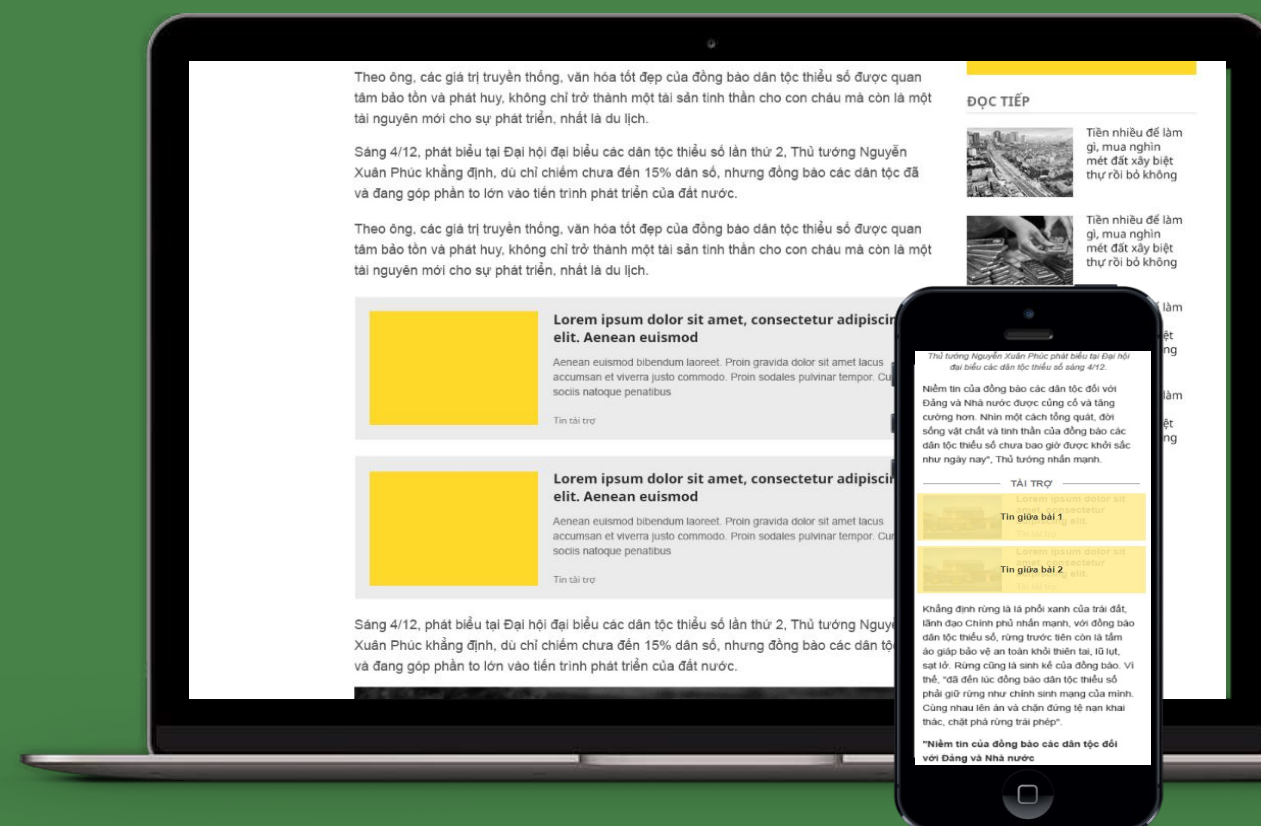 Theo ông, các giá trị truyền thống, văn hóa tốt đẹp của đồng bào dân tộc thiểu số được quan
tâm bảo tồn và phát huy, không chỉ trở thành một tài sản tinh thần cho con cháu mà còn là một
tài nguyên mới cho sự phát triển, nhất là du lịch.
Sáng 4/12, phát biểu tại Đại hội đại biểu các dân tộc thiểu số lần thứ 2, Thủ tướng Nguyễn
Xuân Phúc khẳng định, dù chỉ chiếm chưa đến 15% dân số, nhưng đồng bào các dân tộc đã
và đang góp phần to lớn vào tiến trình phát triển của đất nước.
Theo ông, các giá trị truyền thống, văn hóa tốt đẹp của đồng bào dân tộc thiểu số được quan
tâm bảo tồn và phát huy, không chỉ trở thành một tài sản tinh thần cho con cháu mà còn là một
tài nguyên mới cho sự phát triển, nhất là du lịch.
Lorem ipsum dolor sit amet, consectetur adipiscin
elit. Aenean euismod
Aenean euismod bibendum laoreet. Proin gravida dolor sit amet lacus
accumsan et viverra justo commodo. Proin sodales pulvinar tempor. Cu
sociis natoque penatibus
Tin tài trợ
Lorem ipsum dolor sit amet, consectetur adipiscin
elit. Aenean euismod
Aenean euismod bibendum laoreet. Proin gravida dolor sit amet lacus
accumsan et viverra justo commodo. Proin sodales pulvinar tempor. Cu
sociis natoque penatibus
Tin tài trợ
Sáng 4/12, phát biểu tại Đại hội đại biểu các dân tộc thiểu số lần thứ 2, Thủ tướng Nguyễ
Xuân Phúc khẳng định, dù chỉ chiếm chưa đến 15% dân số, nhưng đồng bào các dân tộ
và đang góp phần to lớn vào tiến trình phát triển của đất nước.
ĐỌC TIẾP
Tiền nhiều để làm
gì, mua nghìn
mét đất xây biệt
thự rồi bỏ không
Tiền nhiều để làm
gì, mua nghìn
mét đất xây biệt
thự rồi bỏ không
làm
ệt
ng
làm
ệt
ng
Thủ tướng Nguyễn Xuân Phúc phát biểu tại Đại hội
đại biểu các dân tộc thiểu số sáng 4/12.
Niềm tin của đồng bào các dân tộc đối với
Đảng và Nhà nước được củng cố và tăng
cường hơn. Nhìn một cách tổng quát, đời
sống vật chất và tinh thần của đồng bào các
dân tộc thiểu số chưa bao giờ được khởi sắc
như ngày nay", Thủ tướng nhấn mạnh.
TÀI TRỢ
Lorem ipsum dolor sit
Tin giữa bài 1
Lorem ipsum dolor sit
Tin giữa bài 2
Khẳng định rừng là lá phổi xanh của trái đất,
lãnh đạo Chính phủ nhấn mạnh, với đồng bào
dân tộc thiểu số, rừng trước tiên còn là tấm
áo giáp bảo vệ an toàn khỏi thiên tai, lũ lụt,
sạt lở. Rừng cũng là sinh kế của đồng bào. Vì
thế, "đã đến lúc đồng bào dân tộc thiểu số
phải giữ rừng như chính sinh mạng của mình.
Cùng nhau lên án và chặn đứng tệ nạn khai
thác, chặt phá rừng trái phép".
"Niềm tin của đồng bào các dân tộc đối
với Đảng và Nhà nước